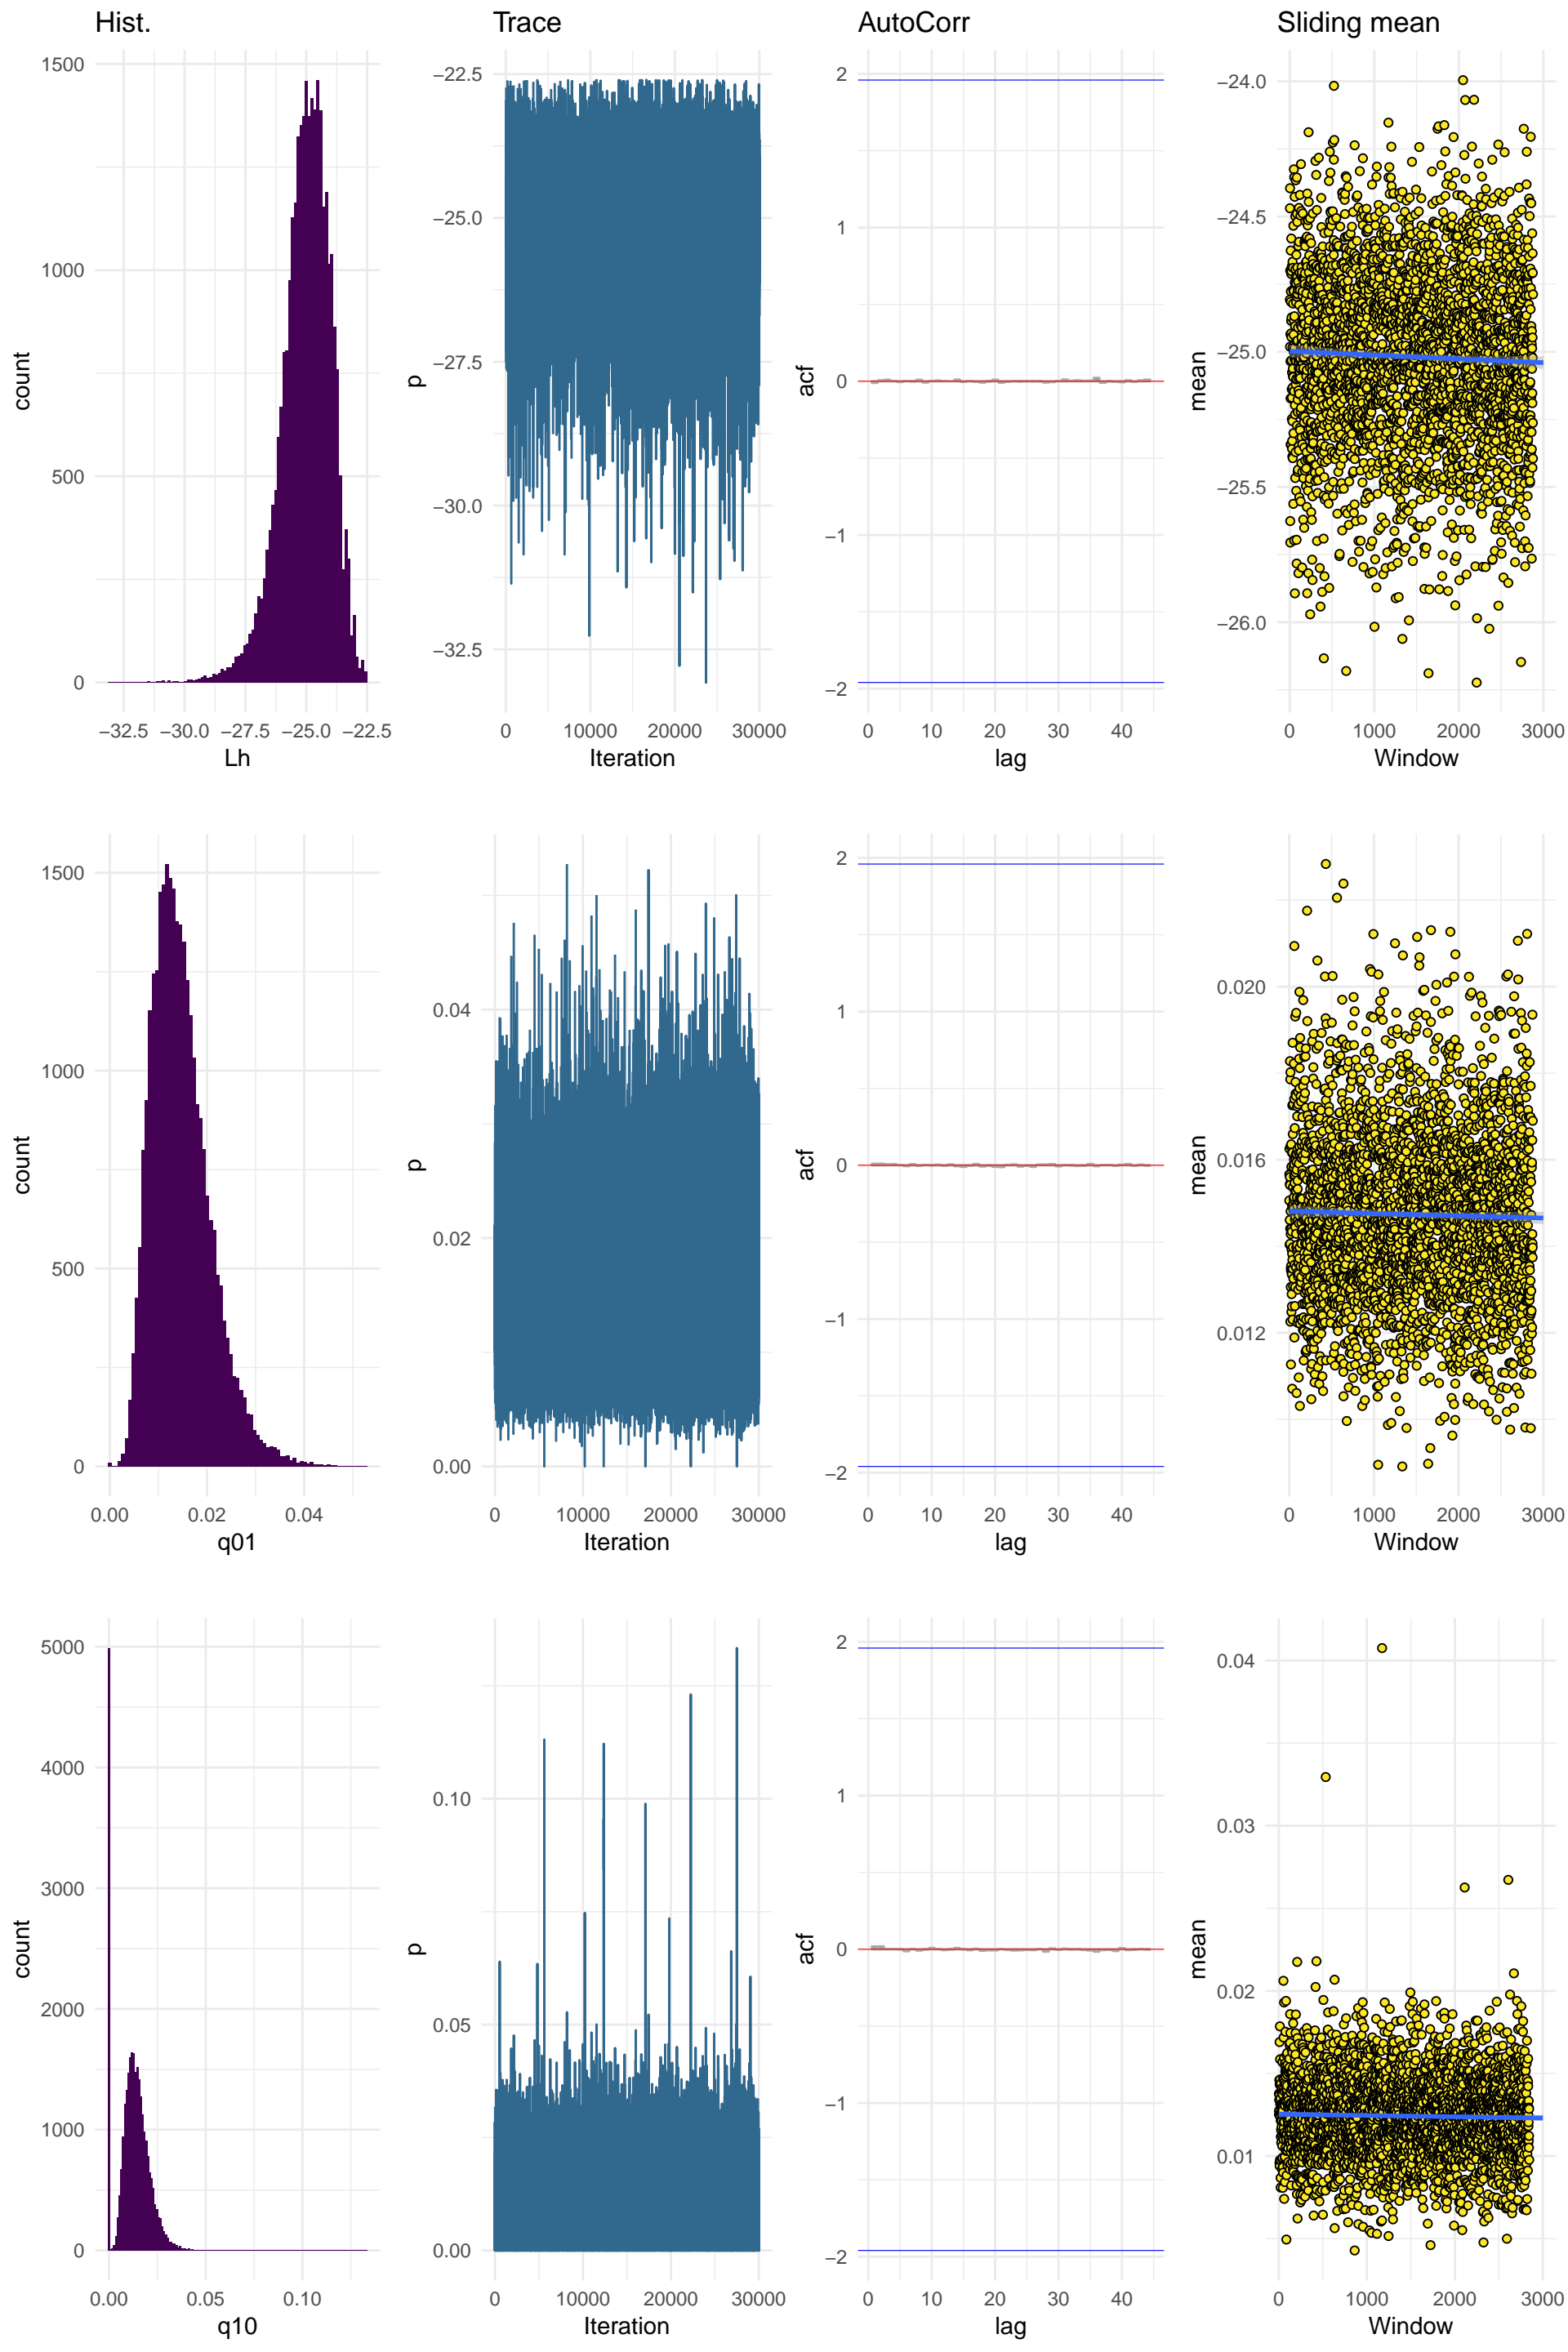 Hist. Trace AutoCorr Sliding mean
1500
1000
500
0
count
−32.5 −30.0 −27.5 −25.0 −22.5
Lh
−22.5
−25.0
−27.5
−30.0
−32.5
p
0 10000 20000 30000
Iteration
2
1
0
−1
−2
acf
0 10 20 30 40
lag
−24.0
−24.5
−25.0
−25.5
−26.0
mean
0 1000 2000 3000
Window
1500
1000
500
0
count
0.00 0.02 0.04
q01
0.04
0.02
0.00
p
0 10000 20000 30000
Iteration
2
1
0
−1
−2
acf
0 10 20 30 40
lag
0.020
0.016
0.012
mean
0 1000 2000 3000
Window
5000
4000
3000
2000
1000
0
count
0.00 0.05 0.10
q10
0.10
0.05
0.00
p
0 10000 20000 30000
Iteration
2
1
0
−1
−2
acf
0 10 20 30 40
lag
0.04
0.03
0.02
0.01
mean
0 1000 2000 3000
Window